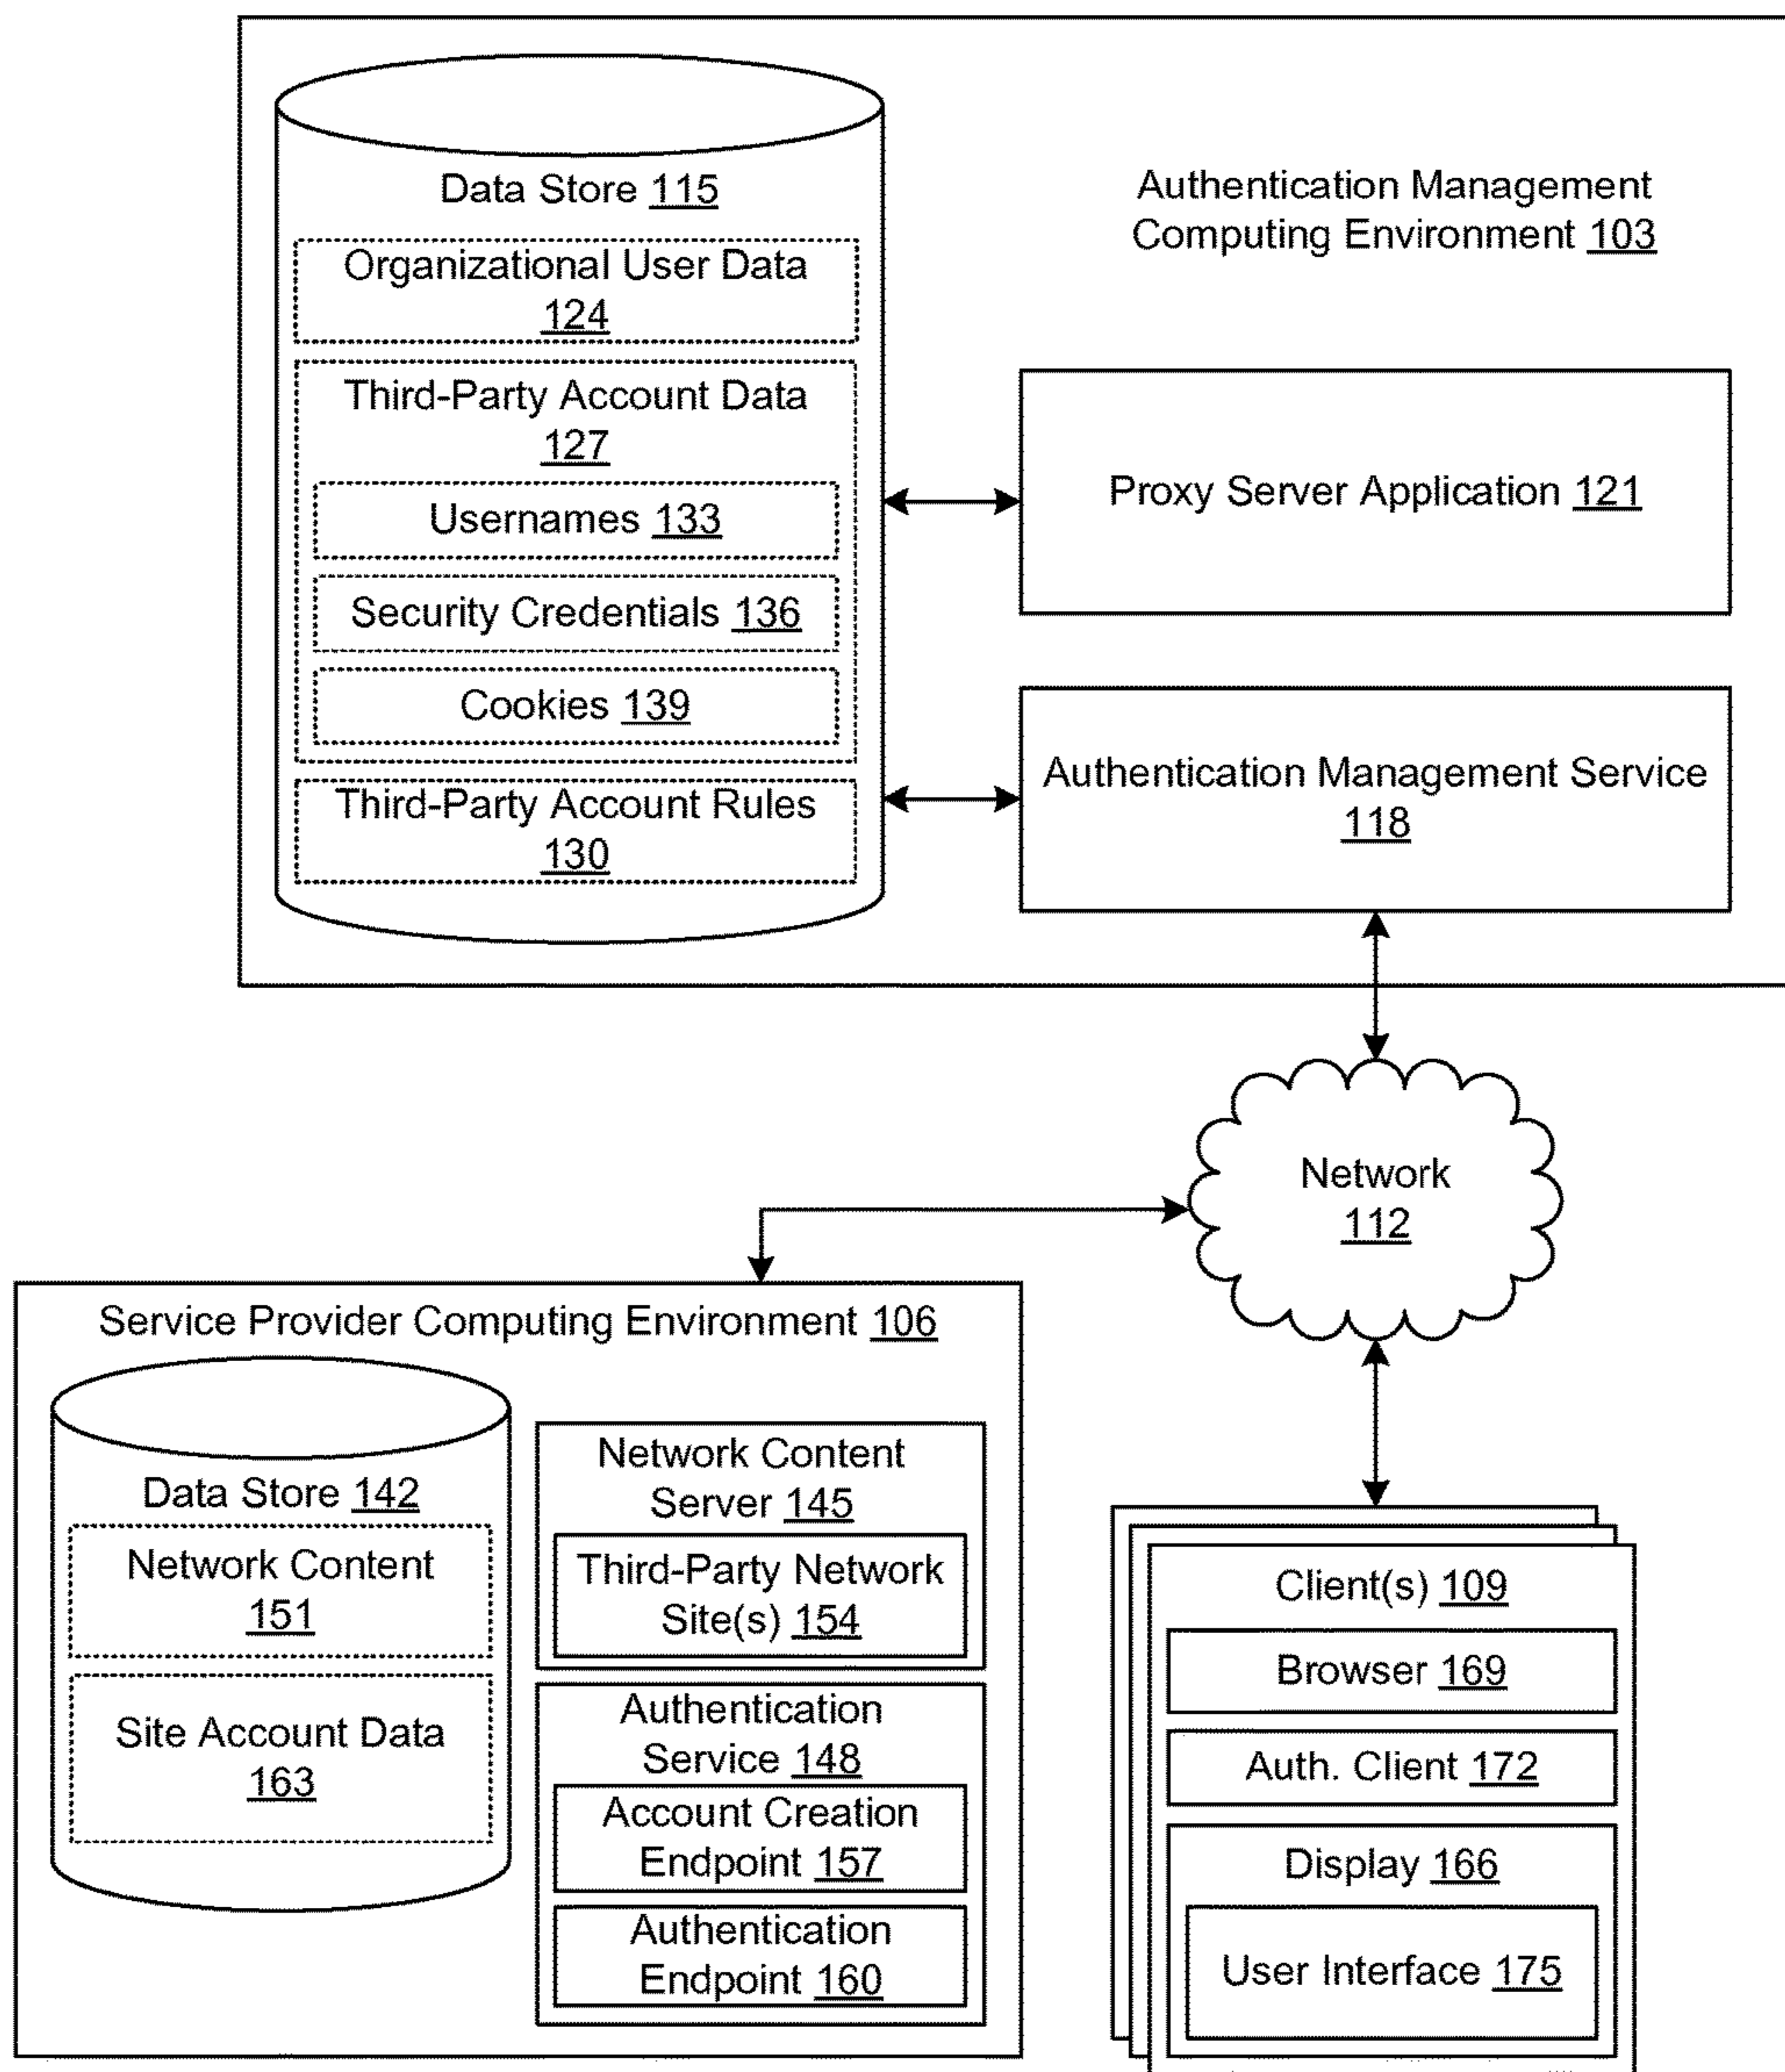 Data Store 115
Organizational User Data
124
Third-Party Account Data
127
Usernames 133
Security Credentials 136
Cookies 139
Third-Party Account Rules
130
Authentication Management
Computing Environment 103
Proxy Server Application 121
Authentication Management Service
118
Network
112
Service Provider Computing Environment 106
Data Store 142
Network Content
151
Site Account Data
163
Network Content
Server 145
Third-Party Network
Site(s) 154
Authentication
Service 148
Account Creation
Endpoint 157
Authentication
Endpoint 160
Client(s) 109
Browser 169
Auth. Client 172
Display 166
User Interface 175